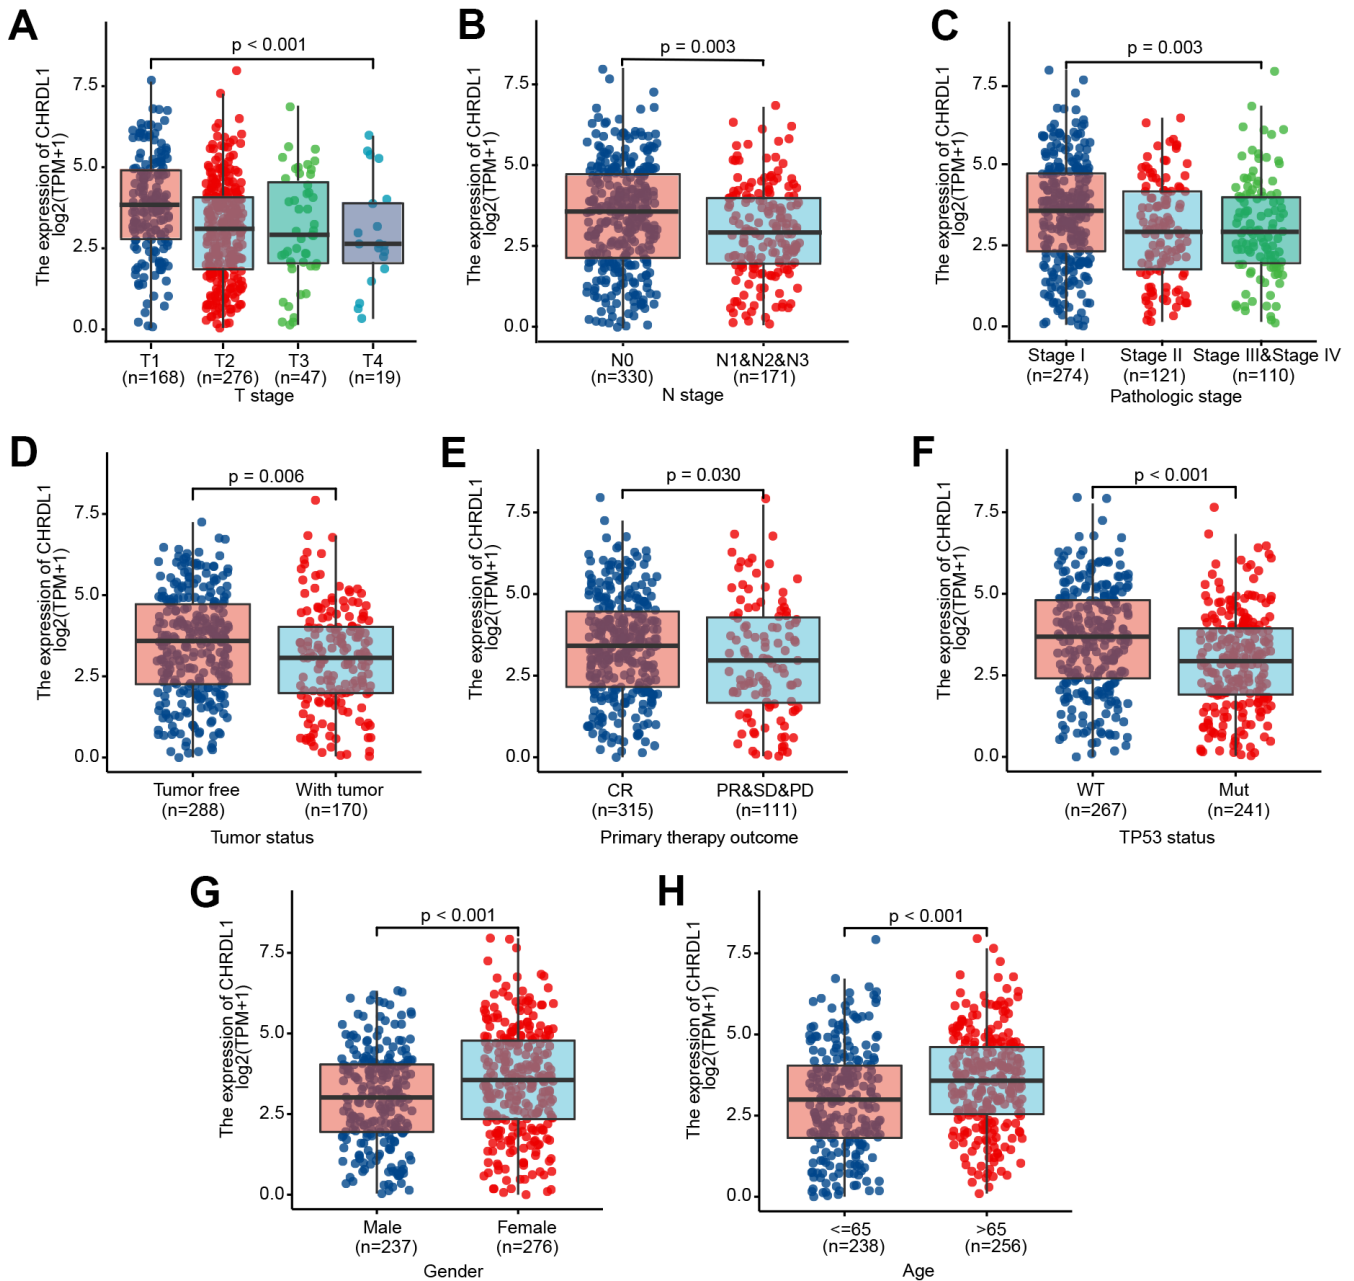 A
The expression of CHRDL1
log2(TPM+1)
p < 0.001
7.5
5.0
2.5
0.0
T1 T2 T3 T4
(n=168) (n=276) (n=47) (n=19)
T stage
B
The expression of CHRDL1
log2(TPM+1)
p = 0.003
7.5
5.0
2.5
0.0
N0 N1&N2&N3
(n=330) (n=171)
N stage
C
The expression of CHRDL1
log2(TPM+1)
p = 0.003
7.5
5.0
2.5
0.0
Stage I Stage II Stage III&Stage IV
(n=274) (n=121) (n=110)
Pathologic stage
D
The expression of CHRDL1
log2(TPM+1)
p = 0.006
7.5
5.0
2.5
0.0
Tumor free With tumor
(n=288) (n=170)
Tumor status
E
The expression of CHRDL1
log2(TPM+1)
p = 0.030
7.5
5.0
2.5
0.0
CR PR&SD&PD
(n=315) (n=111)
Primary therapy outcome
F
The expression of CHRDL1
log2(TPM+1)
p < 0.001
7.5
5.0
2.5
0.0
WT Mut
(n=267) (n=241)
TP53 status
G
The expression of CHRDL1
log2(TPM+1)
p < 0.001
7.5
5.0
2.5
0.0
Male Female
(n=237) (n=276)
Gender
H
The expression of CHRDL1
log2(TPM+1)
p < 0.001
7.5
5.0
2.5
0.0
<=65 >65
(n=238) (n=256)
Age